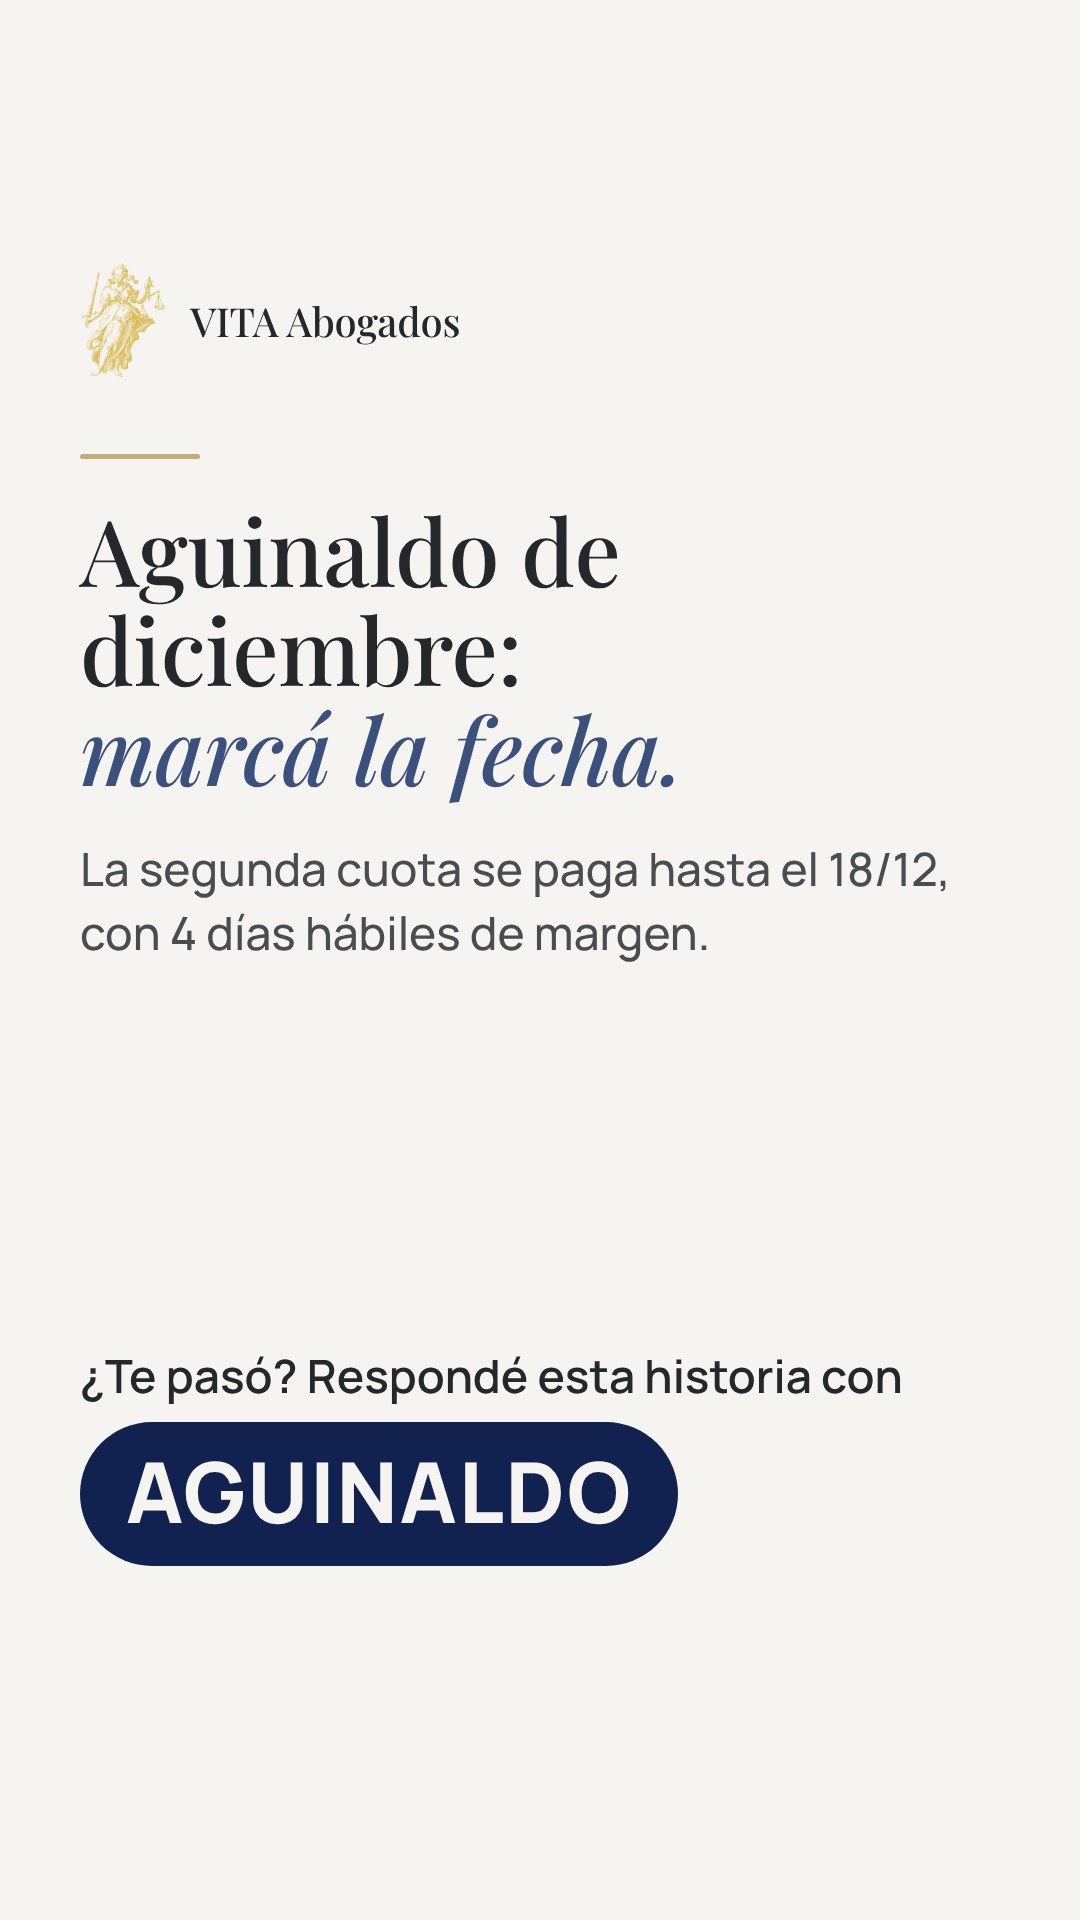 VITA Abogados
Aguinaldo de
diciembre:
marcá la fecha.
La segunda cuota se paga hasta el 18/12,
con 4 días hábiles de margen.
¿Te pasó? Respondé esta historia con
AGUINALDO